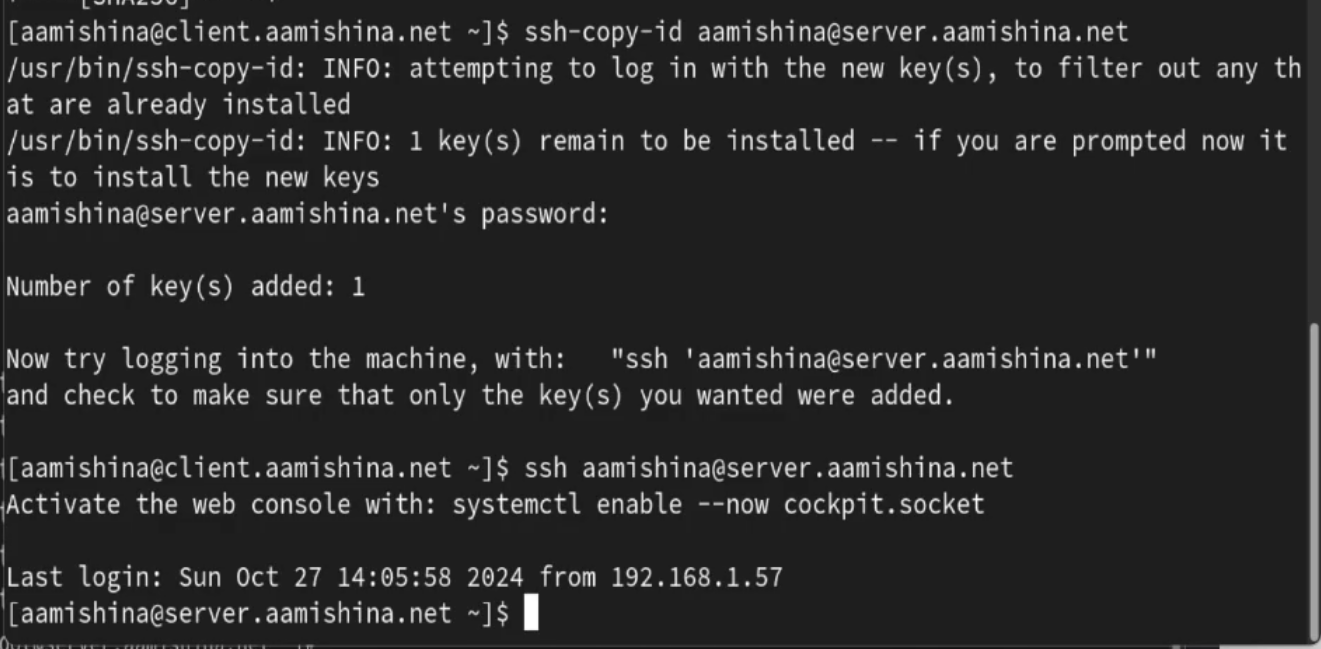 [aamishina@client.aamishina.net ~]$ ssh-copy-id aamishina@server.aamishina.net
/usr/bin/ssh-copy-id: INFO: attempting to log in with the new key(s), to filter out any th
at are already installed
/usr/bin/ssh-copy-id: INFO: 1 key(s) remain to be installed -- if you are prompted now it
is to install the new keys
aamishina@server.aamishina.net's password:
Number of key(s) added: 1
Now try logging into the machine, with:   "ssh 'aamishina@server.aamishina.net'"
and check to make sure that only the key(s) you wanted were added.
[aamishina@client.aamishina.net ~]$ ssh aamishina@server.aamishina.net
Activate the web console with: systemctl enable --now cockpit.socket
Last login: Sun Oct 27 14:05:58 2024 from 192.168.1.57
[aamishina@server.aamishina.net ~]$